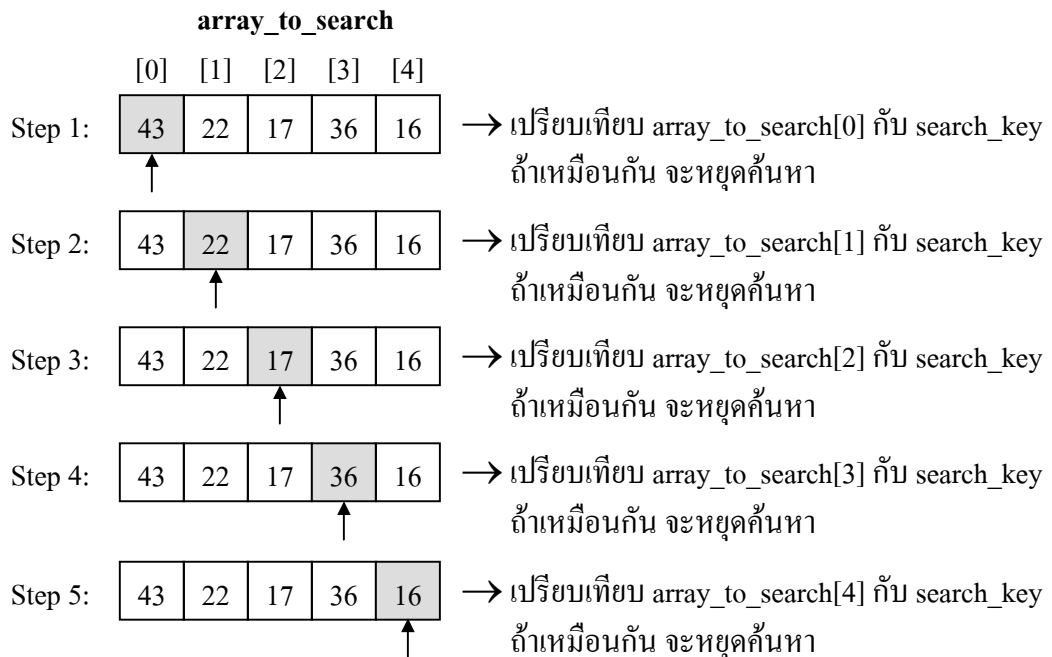 array_to_search
[0] [1] [2] [3] [4]
Step 1: 43 22 17 36 16 → เปรียบเทียบ array_to_search[0] กับ search_key
ถ้าเหมือนกัน จะหยุดค้นหา
Step 2: 43 22 17 36 16 → เปรียบเทียบ array_to_search[1] กับ search_key
ถ้าเหมือนกัน จะหยุดค้นหา
Step 3: 43 22 17 36 16 → เปรียบเทียบ array_to_search[2] กับ search_key
ถ้าเหมือนกัน จะหยุดค้นหา
Step 4: 43 22 17 36 16 → เปรียบเทียบ array_to_search[3] กับ search_key
ถ้าเหมือนกัน จะหยุดค้นหา
Step 5: 43 22 17 36 16 → เปรียบเทียบ array_to_search[4] กับ search_key
ถ้าเหมือนกัน จะหยุดค้นหา